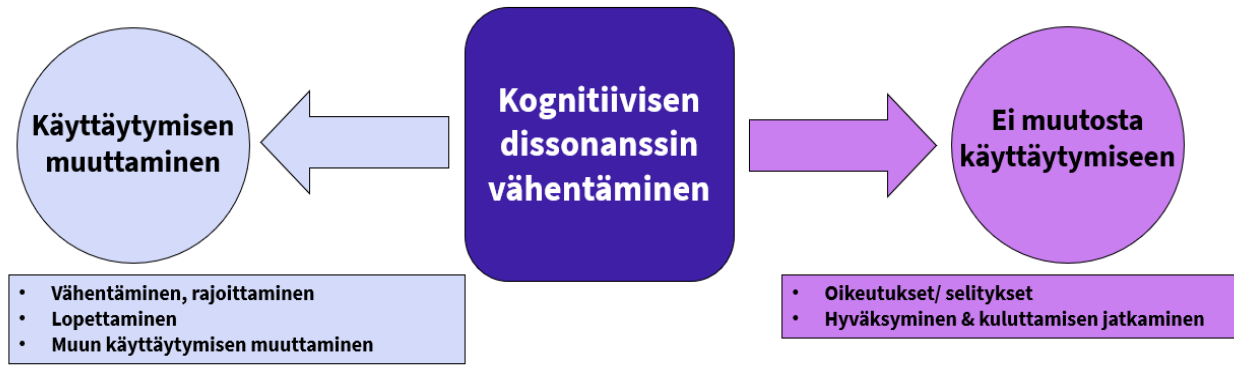 Käyttäytymisen
muuttaminen
Kognitiivisen
dissonanssin
vähentäminen
Ei muutosta
käyttäytymiseen
• Vähentäminen, rajoittaminen
• Lopettaminen
• Muun käyttäytymisen muuttaminen
• Oikeutukset/ selitykset
• Hyväksyminen & kuluttamisen jatkaminen